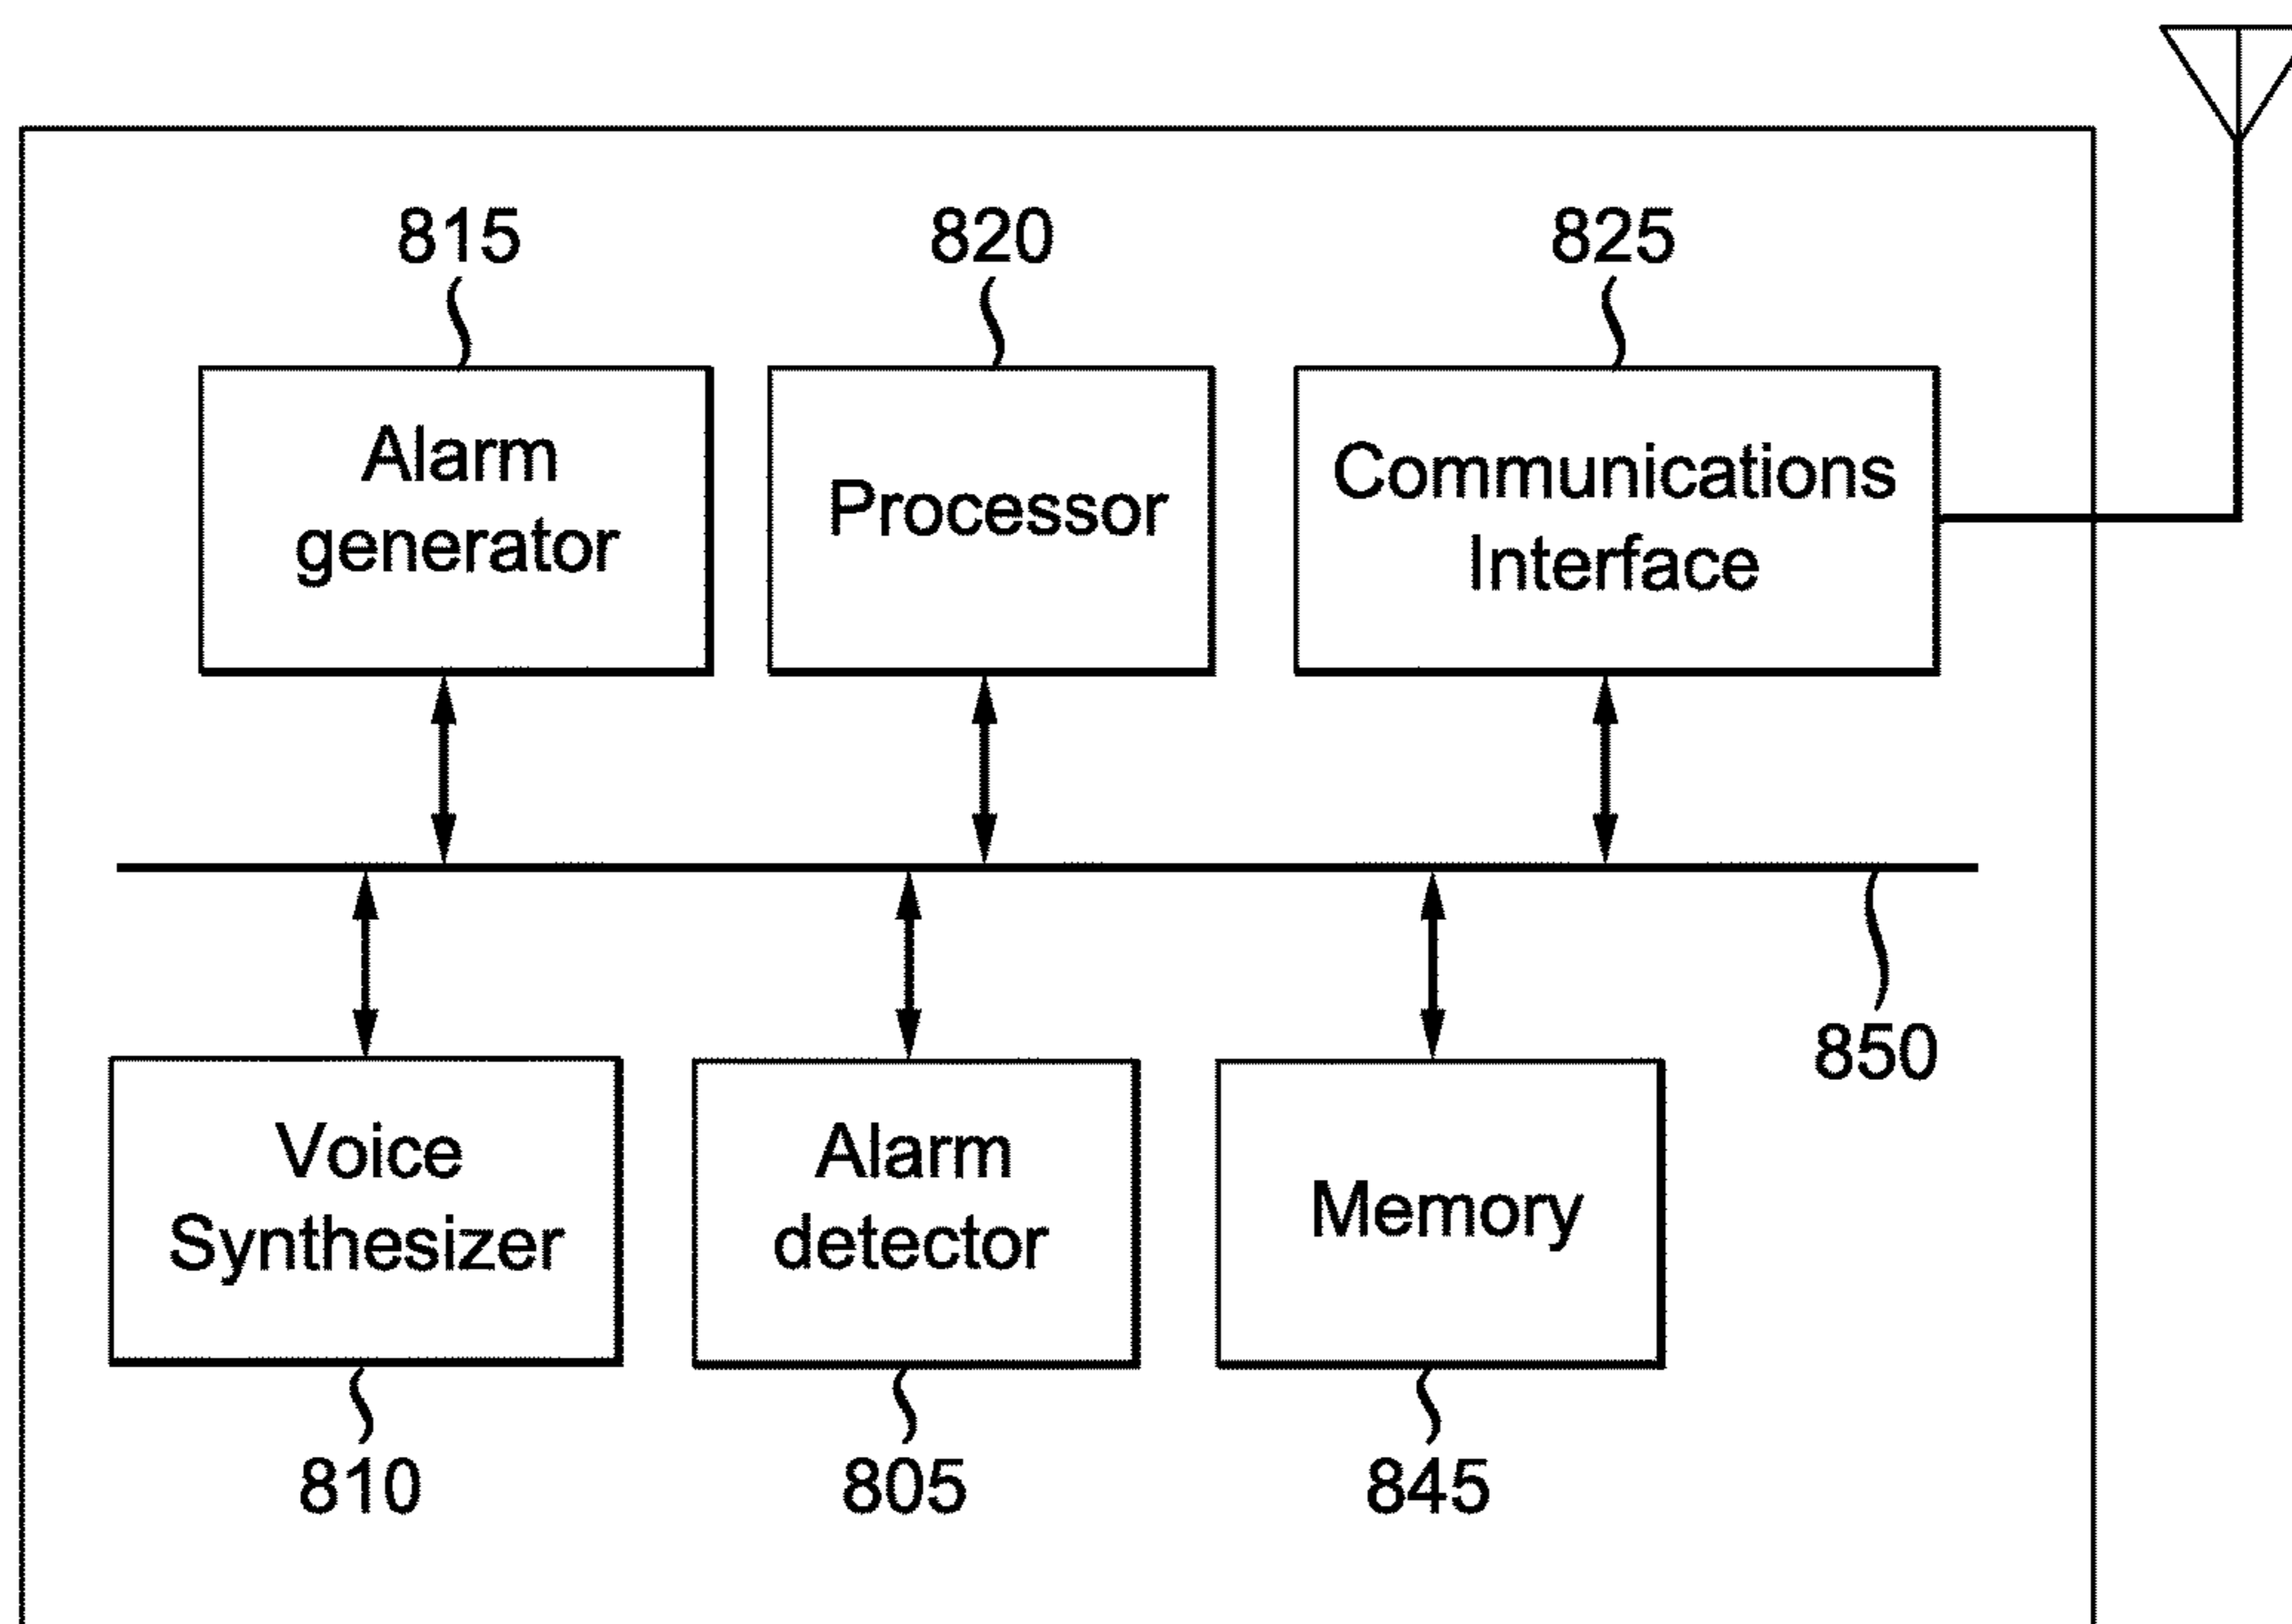 815
820
825
Alarm
generator
Processor
Communications
Interface
850
Voice
Synthesizer
Alarm
detector
Memory
810
805
845